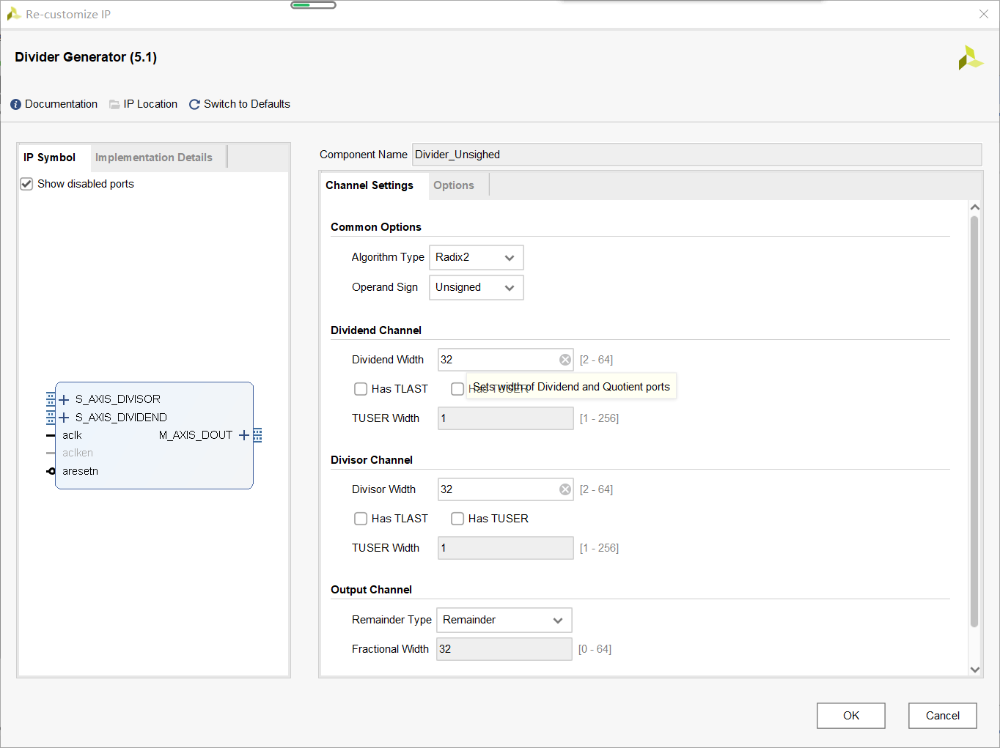 Re-customize IP
Divider Generator (5.1)
Documentation IP Location Switch to Defaults
IP Symbol Implementation Details
Show disabled ports
S_AXIS_DIVISOR
S_AXIS_DIVIDEND
aclk M_AXIS_DOUT
aclken
aresetn
Component Name Divider_Unsighed
Channel Settings Options
Common Options
Algorithm Type Radix2
Operand Sign Unsigned
Dividend Channel
Dividend Width 32 [2 - 64]
Has TLAST Has TUSER
Sets width of Dividend and Quotient ports
TUSER Width 1 [1 - 256]
Divisor Channel
Divisor Width 32 [2 - 64]
Has TLAST Has TUSER
TUSER Width 1 [1 - 256]
Output Channel
Remainder Type Remainder
Fractional Width 32 [0 - 64]
OK Cancel